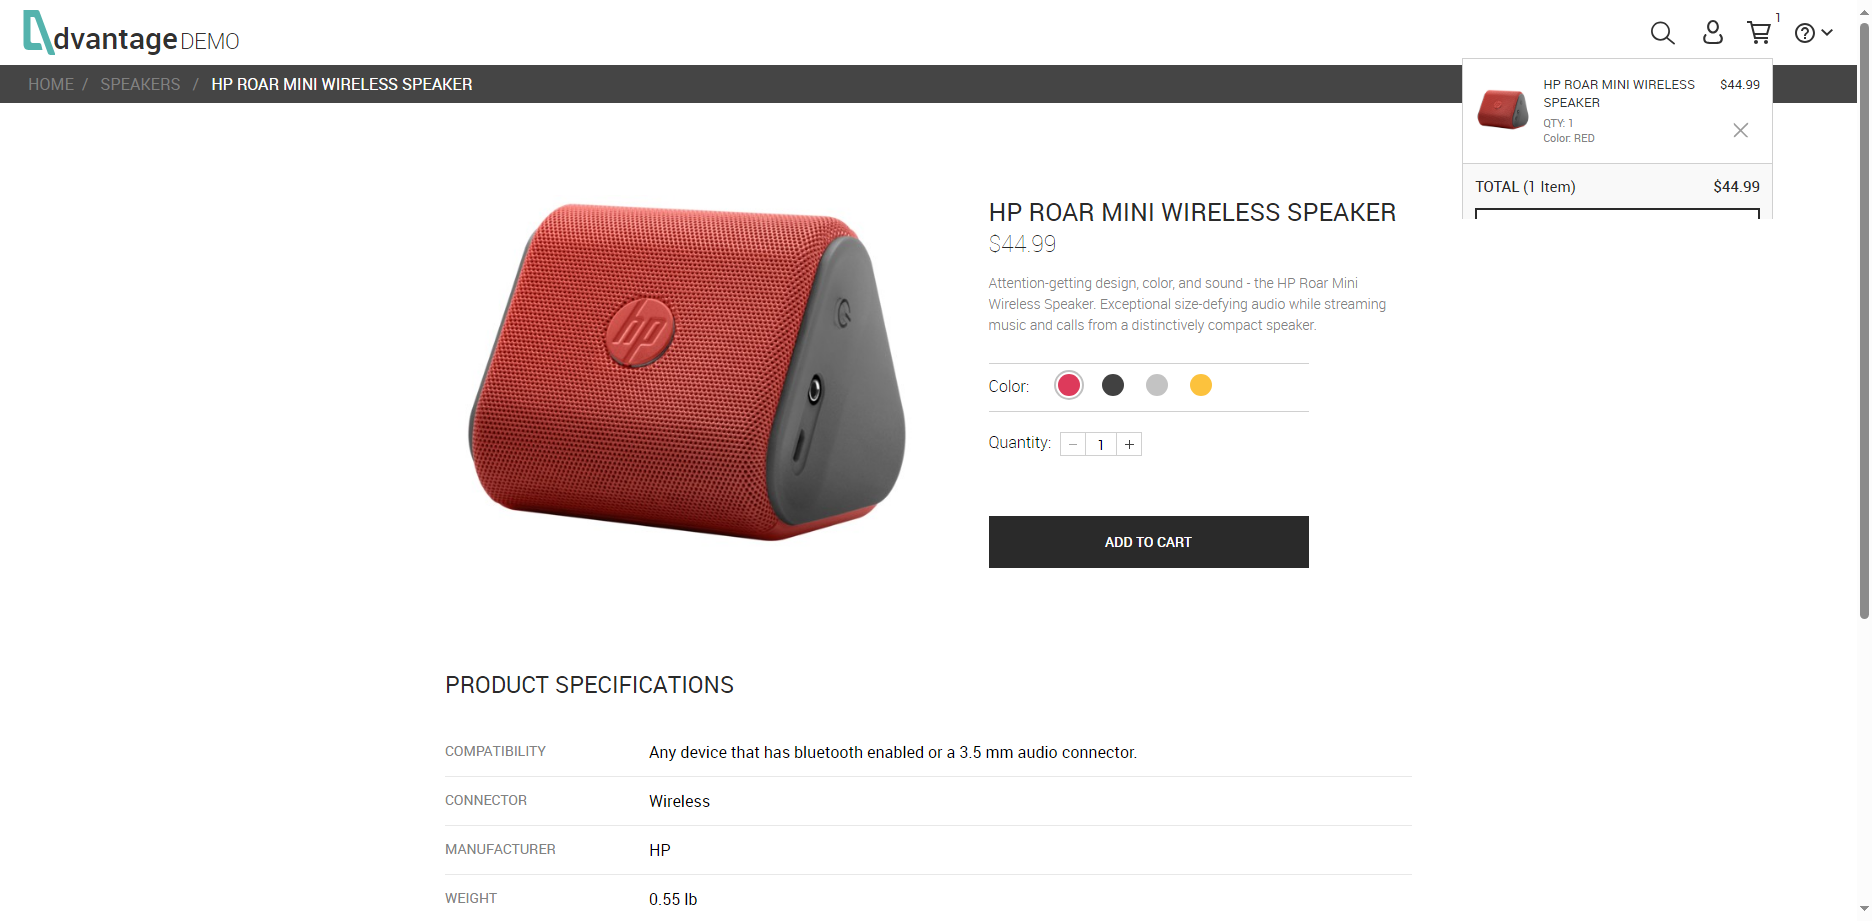 dvantage DEMO
1
HOME / SPEAKERS / HP ROAR MINI WIRELESS SPEAKER
HP ROAR MINI WIRELESS SPEAKER $44.99
QTY: 1
Color: RED
TOTAL (1 Item) $44.99
hp
HP ROAR MINI WIRELESS SPEAKER
$44.99
Attention-getting design, color, and sound - the HP Roar Mini
Wireless Speaker. Exceptional size-defying audio while streaming
music and calls from a distinctively compact speaker.
Color:
Quantity: − 1 +
ADD TO CART
PRODUCT SPECIFICATIONS
COMPATIBILITY Any device that has bluetooth enabled or a 3.5 mm audio connector.
CONNECTOR Wireless
MANUFACTURER HP
WEIGHT 0.55 lb